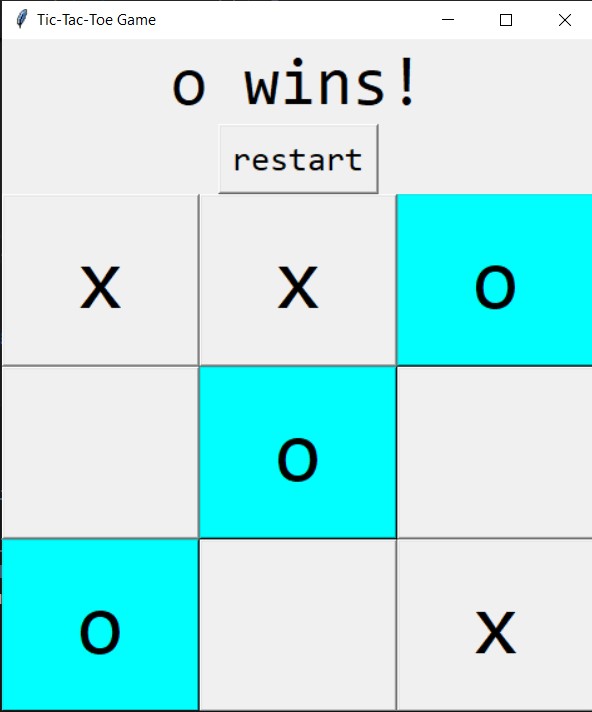 Tic-Tac-Toe Game
o wins!
restart
x x o
o
o x